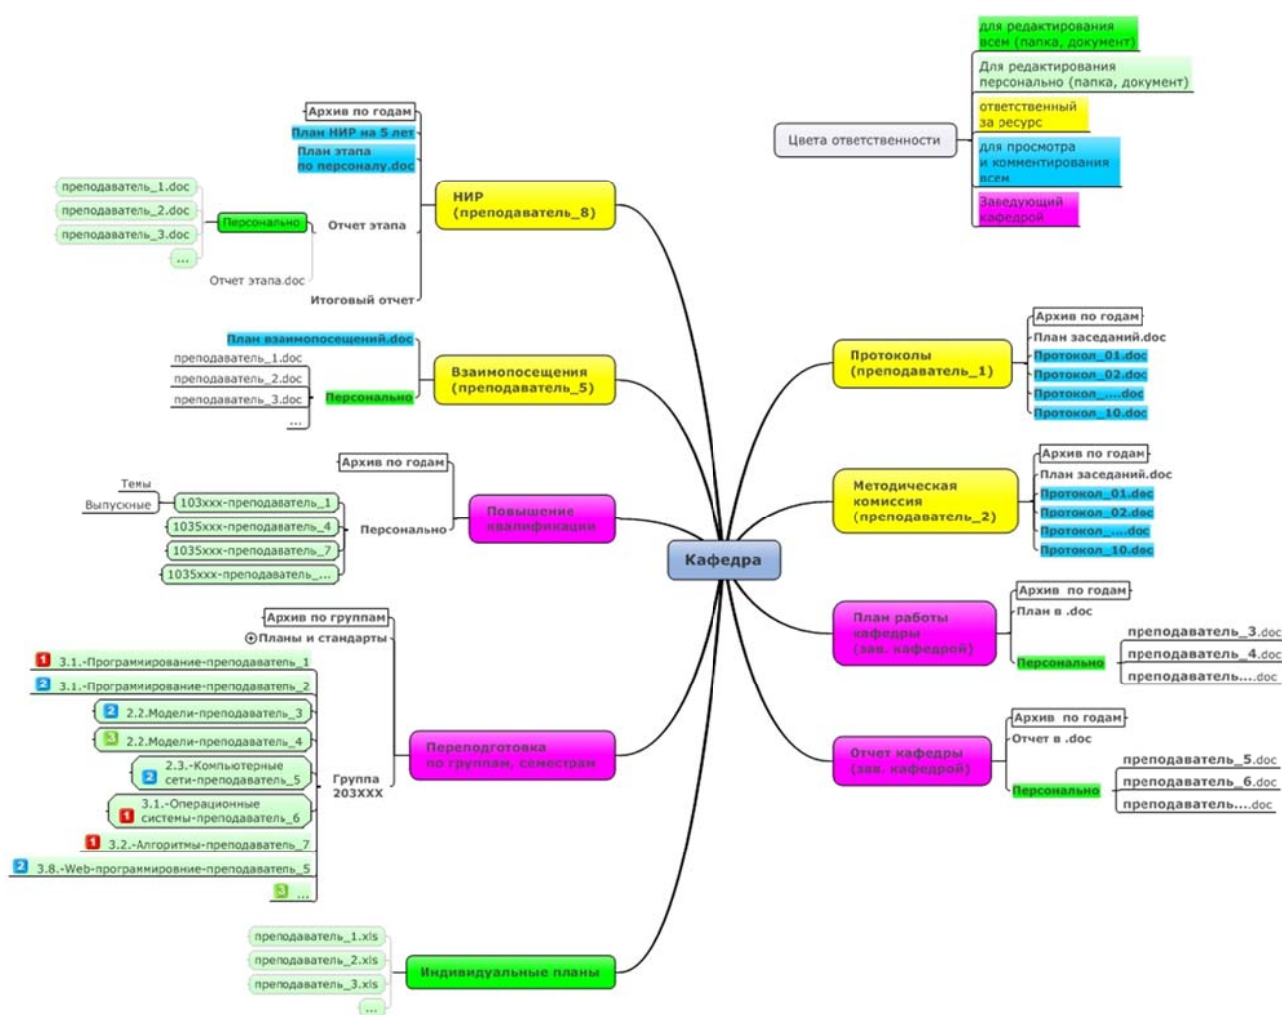 для редактирования
всем (папка, документ)
Для редактирования
персонально (папка, документ)
ответственный
за ресурс
Цвета ответственности
для просмотра
и комментирования
всем
Заведующий
кафедрой
Архив по годам
План НИР на 5 лет
План этапа
по персоналу.doc
НИР
(преподаватель_8)
преподаватель_1.doc
преподаватель_2.doc
преподаватель_3.doc
...
Персонально
Отчет этапа
Отчет этапа.doc
Итоговый отчет
План взаимопосещений.doc
преподаватель_1.doc
преподаватель_2.doc
преподаватель_3.doc
...
Персонально
Взаимопосещения
(преподаватель_5)
Архив по годам
Темы
Выпускные
103xxx-преподаватель_1
1035xxx-преподаватель_4
1035xxx-преподаватель_7
1035xxx-преподаватель_...
Персонально
Повышение
квалификации
Кафедра
Архив по группам
Планы и стандарты
1 3.1.-Программирование-преподаватель_1
2 3.1.-Программирование-преподаватель_2
2 2.2.Модели-преподаватель_3
3 2.2.Модели-преподаватель_4
2.3.-Компьютерные
2 сети-преподаватель_5
3.1.-Операционные
1 системы-преподаватель_6
1 3.2.-Алгоритмы-преподаватель_7
2 3.8.-Web-программировние-преподаватель_5
3 ...
Группа
203XXX
Переподготовка
по группам, семестрам
преподаватель_1.xls
преподаватель_2.xls
преподаватель_3.xls
...
Индивидуальные планы
Протоколы
(преподаватель_1)
Архив по годам
План заседаний.doc
Протокол_01.doc
Протокол_02.doc
Протокол_....doc
Протокол_10.doc
Методическая
комиссия
(преподаватель_2)
Архив по годам
План заседаний.doc
Протокол_01.doc
Протокол_02.doc
Протокол_....doc
Протокол_10.doc
План работы
кафедры
(зав. кафедрой)
Архив по годам
План в .doc
Персонально
преподаватель_3.doc
преподаватель_4.doc
преподаватель....doc
Отчет кафедры
(зав. кафедрой)
Архив по годам
Отчет в .doc
Персонально
преподаватель_5.doc
преподаватель_6.doc
преподаватель....doc